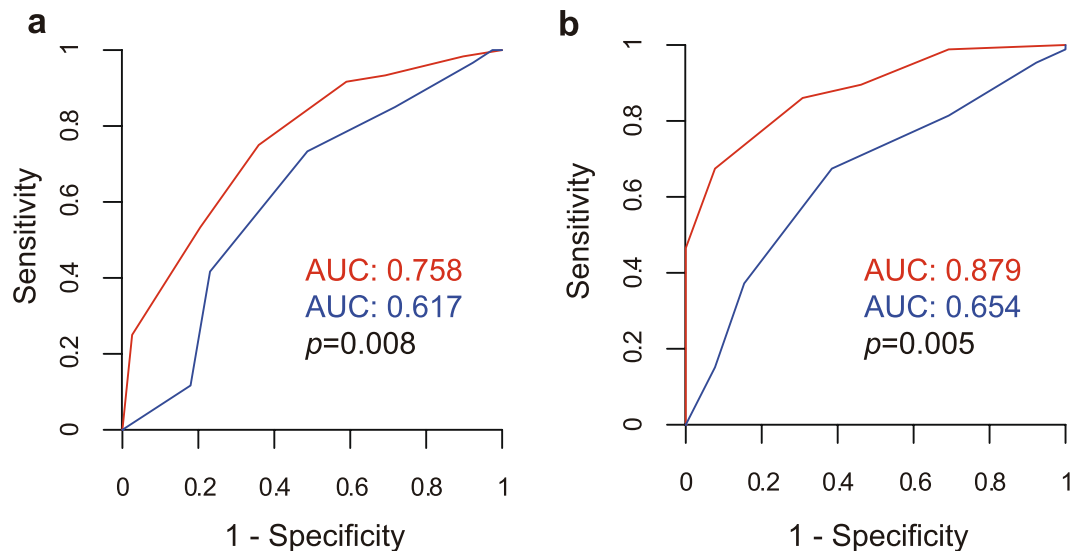 a
Sensitivity
1
0.8
0.6
0.4
0.2
0
AUC: 0.758
AUC: 0.617
p=0.008
0 0.2 0.4 0.6 0.8 1
1 - Specificity
b
Sensitivity
1
0.8
0.6
0.4
0.2
0
AUC: 0.879
AUC: 0.654
p=0.005
0 0.2 0.4 0.6 0.8 1
1 - Specificity